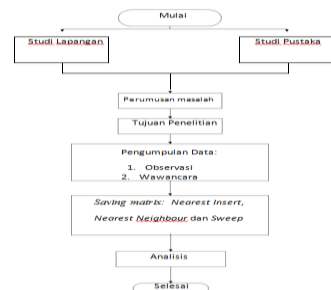 Mulai
Studi Lapangan
Studi Pustaka
Perumusan masalah
Tujuan Penelitian
Pengumpulan Data:
1. Observasi
2. Wawancara
Saving matrix: Nearest Insert,
Nearest Neighbour dan Sweep
Analisis
Selesai